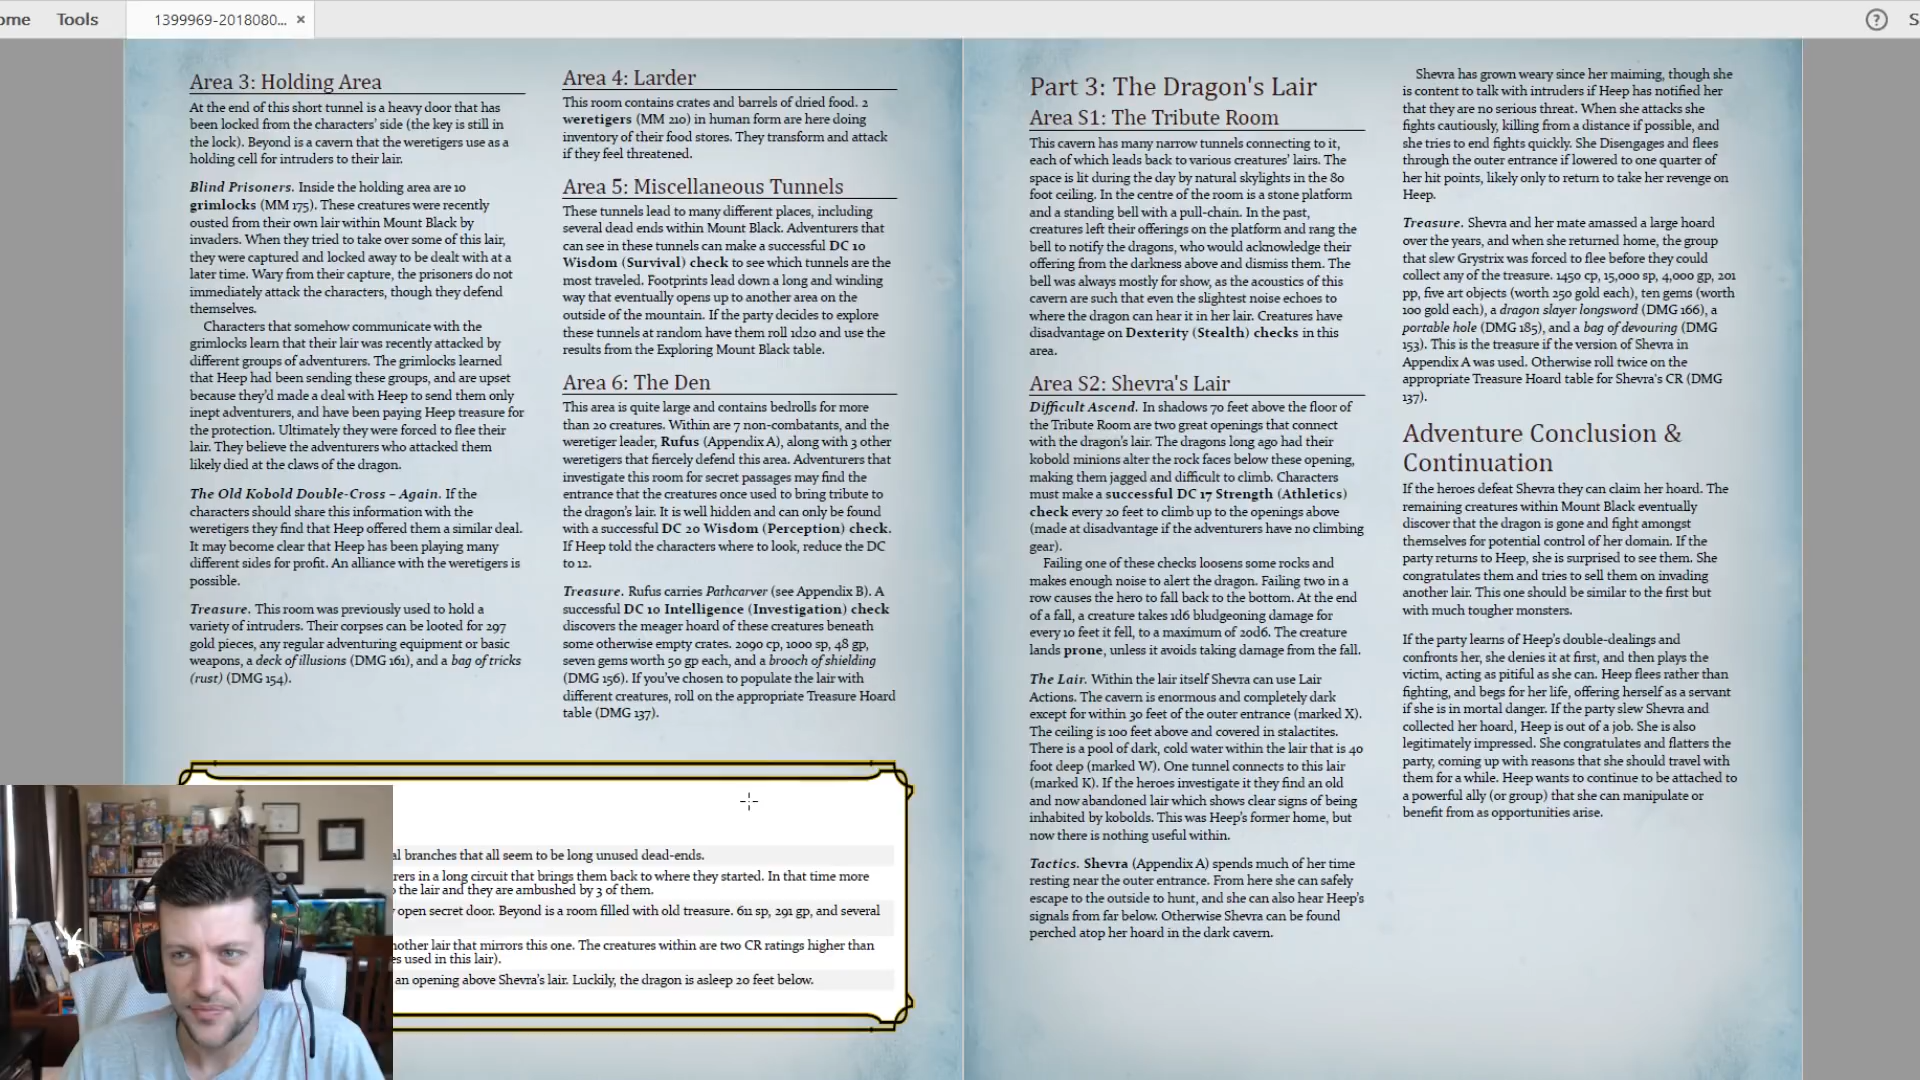 ome
Tools
1399969-2018080...
×
?
S
Area 3: Holding Area
At the end of this short tunnel is a heavy door that has
been locked from the characters' side (the key is still in
the lock). Beyond is a cavern that the weretigers use as a
holding cell for intruders to their lair.
Blind Prisoners. Inside the holding area are 10
grimlocks (MM 175). These creatures were recently
ousted from their own lair within Mount Black by
invaders. When they tried to take over some of this lair,
they were captured and locked away to be dealt with at a
later time. Wary from their capture, the prisoners do not
immediately attack the characters, though they defend
themselves.
Characters that somehow communicate with the
grimlocks learn that their lair was recently attacked by
different groups of adventurers. The grimlocks learned
that Heep had been sending these groups, and are upset
because they'd made a deal with Heep to send them only
inept adventurers, and have been paying Heep treasure for
the protection. Ultimately they were forced to flee their
lair. They believe the adventurers who attacked them
likely died at the claws of the dragon.
The Old Kobold Double-Cross – Again. If the
characters should share this information with the
weretigers they find that Heep offered them a similar deal.
It may become clear that Heep has been playing many
different sides for profit. An alliance with the weretigers is
possible.
Treasure. This room was previously used to hold a
variety of intruders. Their corpses can be looted for 297
gold pieces, any regular adventuring equipment or basic
weapons, a deck of illusions (DMG 161), and a bag of tricks
(rust) (DMG 154).
Area 4: Larder
This room contains crates and barrels of dried food. 2
weretigers (MM 210) in human form are here doing
inventory of their food stores. They transform and attack
if they feel threatened.
Area 5: Miscellaneous Tunnels
These tunnels lead to many different places, including
several dead ends within Mount Black. Adventurers that
can see in these tunnels can make a successful DC 10
Wisdom (Survival) check to see which tunnels are the
most traveled. Footprints lead down a long and winding
way that eventually opens up to another area on the
outside of the mountain. If the party decides to explore
these tunnels at random have them roll 1d20 and use the
results from the Exploring Mount Black table.
Area 6: The Den
This area is quite large and contains bedrolls for more
than 20 creatures. Within are 7 non-combatants, and the
weretiger leader, Rufus (Appendix A), along with 3 other
weretigers that fiercely defend this area. Adventurers that
investigate this room for secret passages may find the
entrance that the creatures once used to bring tribute to
the dragon's lair. It is well hidden and can only be found
with a successful DC 20 Wisdom (Perception) check.
If Heep told the characters where to look, reduce the DC
to 12.
Treasure. Rufus carries Pathcarver (see Appendix B). A
successful DC 10 Intelligence (Investigation) check
discovers the meager hoard of these creatures beneath
some otherwise empty crates. 2090 cp, 1000 sp, 48 gp,
seven gems worth 50 gp each, and a brooch of shielding
(DMG 156). If you've chosen to populate the lair with
different creatures, roll on the appropriate Treasure Hoard
table (DMG 137).
al branches that all seem to be long unused dead-ends.
rers in a long circuit that brings them back to where they started. In that time more
o the lair and they are ambushed by 3 of them.
y open secret door. Beyond is a room filled with old treasure. 611 sp, 291 gp, and several
nother lair that mirrors this one. The creatures within are two CR ratings higher than
es used in this lair).
an opening above Shevra's lair. Luckily, the dragon is asleep 20 feet below.
Part 3: The Dragon's Lair
Area S1: The Tribute Room
This cavern has many narrow tunnels connecting to it,
each of which leads back to various creatures' lairs. The
space is lit during the day by natural skylights in the 80
foot ceiling. In the centre of the room is a stone platform
and a standing bell with a pull-chain. In the past,
creatures left their offerings on the platform and rang the
bell to notify the dragons, who would acknowledge their
offering from the darkness above and dismiss them. The
bell was always mostly for show, as the acoustics of this
cavern are such that even the slightest noise echoes to
where the dragon can hear it in her lair. Creatures have
disadvantage on Dexterity (Stealth) checks in this
area.
Area S2: Shevra's Lair
Difficult Ascend. In shadows 70 feet above the floor of
the Tribute Room are two great openings that connect
with the dragon's lair. The dragons long ago had their
kobold minions alter the rock faces below these opening,
making them jagged and difficult to climb. Characters
must make a successful DC 17 Strength (Athletics)
check every 20 feet to climb up to the openings above
(made at disadvantage if the adventurers have no climbing
gear).
Failing one of these checks loosens some rocks and
makes enough noise to alert the dragon. Failing two in a
row causes the hero to fall back to the bottom. At the end
of a fall, a creature takes 1d6 bludgeoning damage for
every 10 feet it fell, to a maximum of 20d6. The creature
lands prone, unless it avoids taking damage from the fall.
The Lair. Within the lair itself Shevra can use Lair
Actions. The cavern is enormous and completely dark
except for within 30 feet of the outer entrance (marked X).
The ceiling is 100 feet above and covered in stalactites.
There is a pool of dark, cold water within the lair that is 40
foot deep (marked W). One tunnel connects to this lair
(marked K). If the heroes investigate it they find an old
and now abandoned lair which shows clear signs of being
inhabited by kobolds. This was Heep's former home, but
now there is nothing useful within.
Tactics. Shevra (Appendix A) spends much of her time
resting near the outer entrance. From here she can safely
escape to the outside to hunt, and she can also hear Heep's
signals from far below. Otherwise Shevra can be found
perched atop her hoard in the dark cavern.
Shevra has grown weary since her maiming, though she
is content to talk with intruders if Heep has notified her
that they are no serious threat. When she attacks she
fights cautiously, killing from a distance if possible, and
she tries to end fights quickly. She Disengages and flees
through the outer entrance if lowered to one quarter of
her hit points, likely only to return to take her revenge on
Heep.
Treasure. Shevra and her mate amassed a large hoard
over the years, and when she returned home, the group
that slew Grystrix was forced to flee before they could
collect any of the treasure. 1450 cp, 15,000 sp, 4,000 gp, 201
pp, five art objects (worth 250 gold each), ten gems (worth
100 gold each), a dragon slayer longsword (DMG 166), a
portable hole (DMG 185), and a bag of devouring (DMG
153). This is the treasure if the version of Shevra in
Appendix A was used. Otherwise roll twice on the
appropriate Treasure Hoard table for Shevra's CR (DMG
137).
Adventure Conclusion &
Continuation
If the heroes defeat Shevra they can claim her hoard. The
remaining creatures within Mount Black eventually
discover that the dragon is gone and fight amongst
themselves for potential control of her domain. If the
party returns to Heep, she is surprised to see them. She
congratulates them and tries to sell them on invading
another lair. This one should be similar to the first but
with much tougher monsters.
If the party learns of Heep's double-dealings and
confronts her, she denies it at first, and then plays the
victim, acting as pitiful as she can. Heep flees rather than
fighting, and begs for her life, offering herself as a servant
if she is in mortal danger. If the party slew Shevra and
collected her hoard, Heep is out of a job. She is also
legitimately impressed. She congratulates and flatters the
party, coming up with reasons that she should travel with
them for a while. Heep wants to continue to be attached to
a powerful ally (or group) that she can manipulate or
benefit from as opportunities arise.